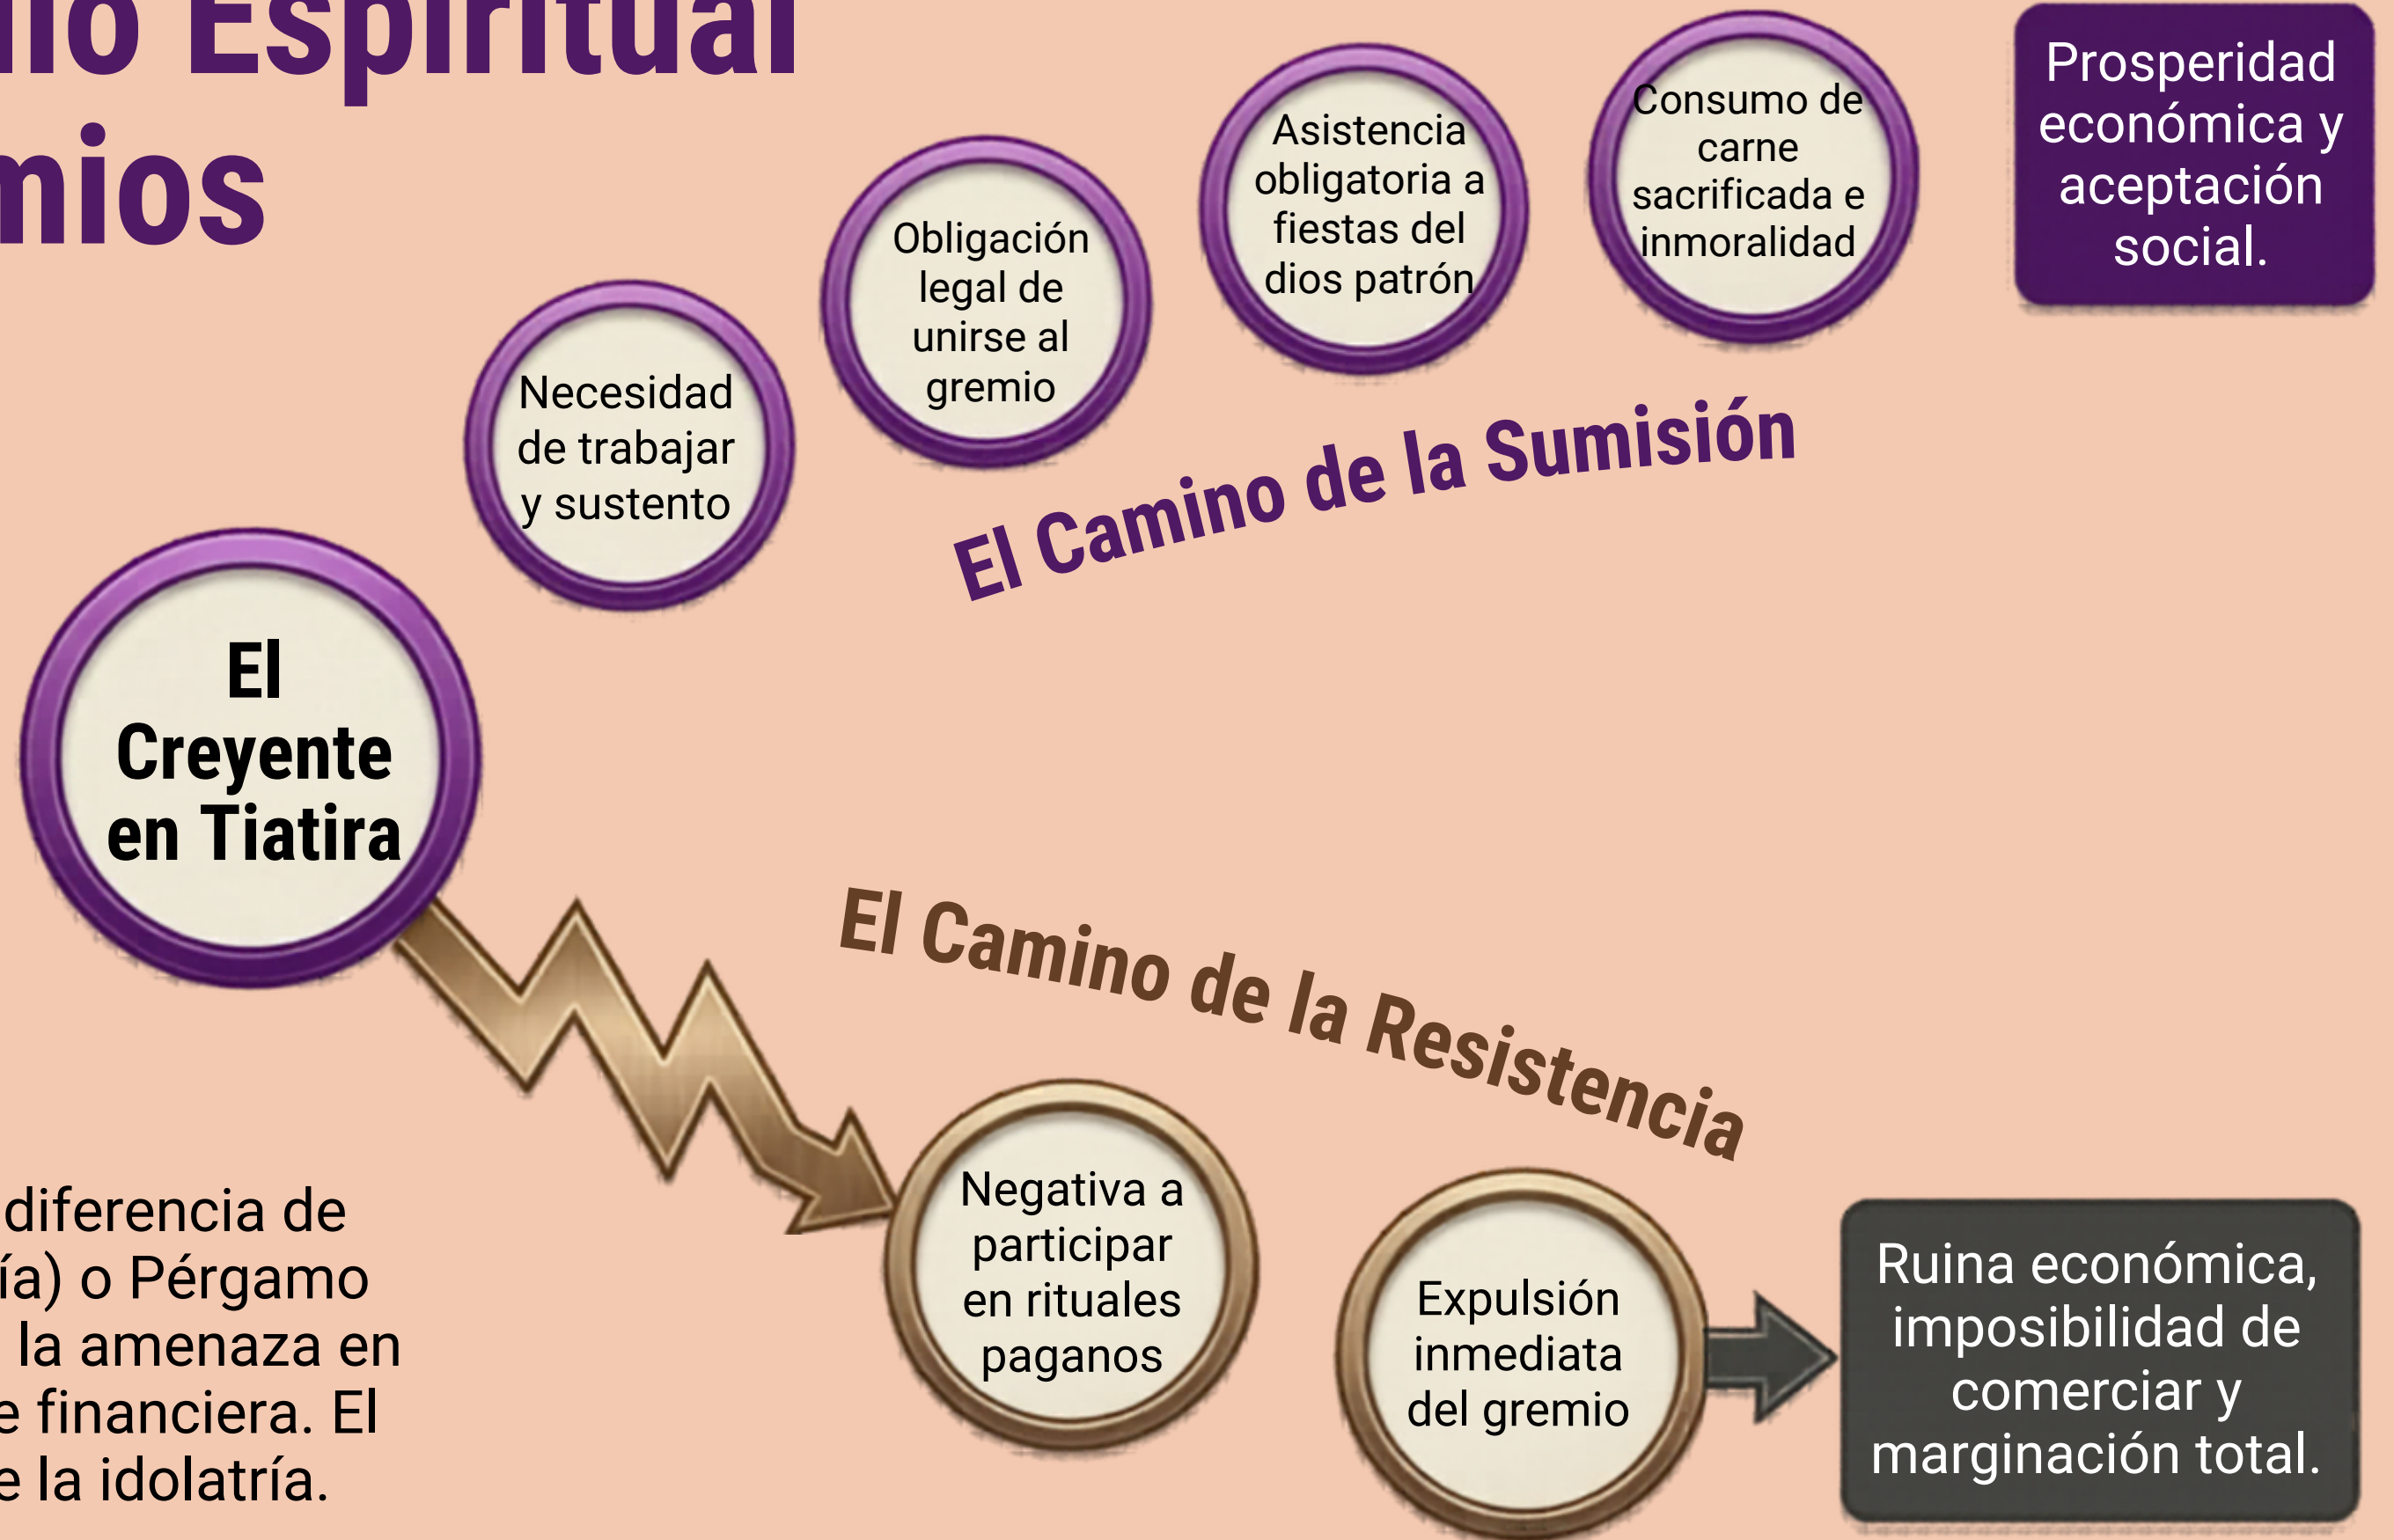 Espiritual
Necesidad
de trabajar
y sustento
Obligación
legal de
unirse al
gremio
Asistencia
obligatoria a
fiestas del
dios patrón
Consumo de
carne
sacrificada e
inmoralidad
Prosperidad
económica y
aceptación
social.
El Camino de la Sumisión
El
Creyente
en Tiatira
El Camino de la Resistencia
Negativa a
participar
en rituales
paganos
Expulsión
inmediata
del gremio
Ruina económica,
imposibilidad de
comerciar y
marginación total.
diferencia de
o Pérgamo
la amenaza en
financiera. El
la idolatría.